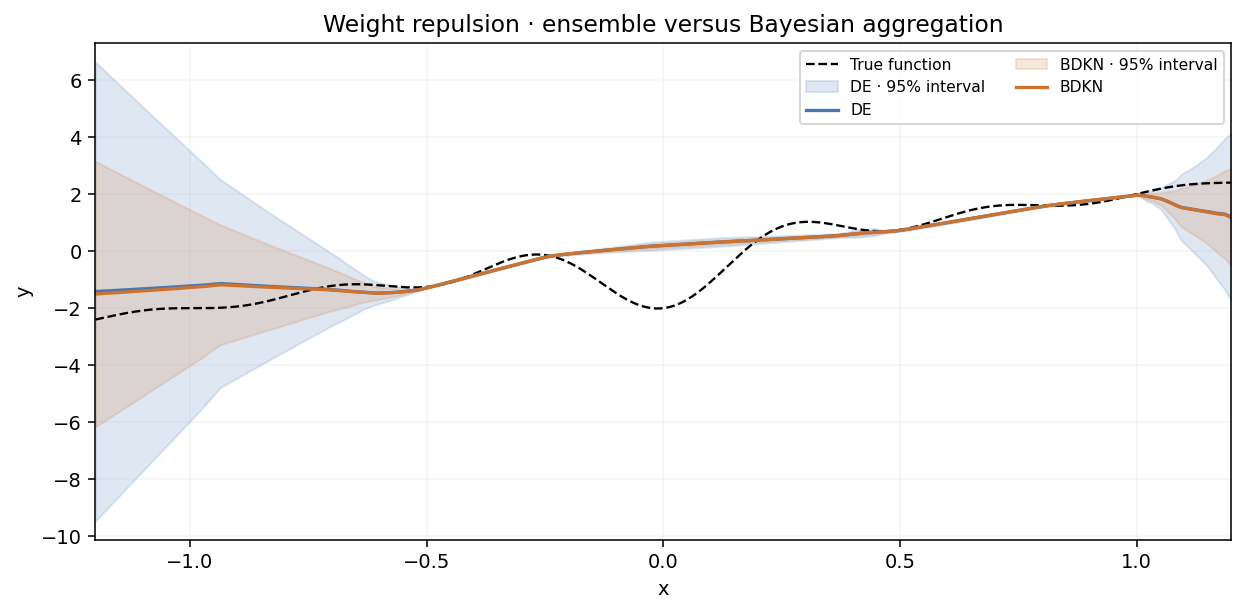 Weight repulsion · ensemble versus Bayesian aggregation
True function
DE · 95% interval
DE
BDKN · 95% interval
BDKN
6
4
2
0
−2
−4
−6
−8
−10
y
−1.0
−0.5
0.0
0.5
1.0
x